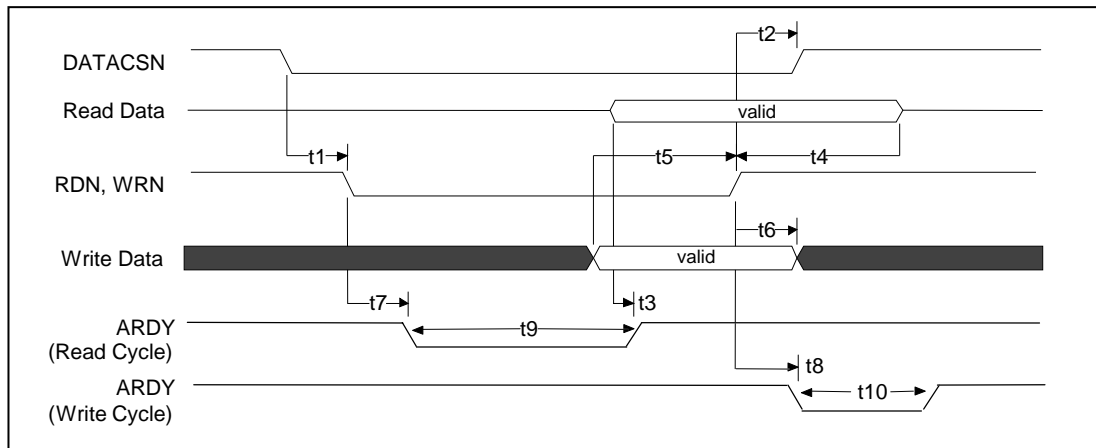 t2
DATACSN
Read Data
valid
t1
t5
t4
RDN, WRN
t6
Write Data
valid
t7
t3
ARDY
(Read Cycle)
t9
t8
ARDY
(Write Cycle)
t10